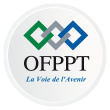 OFPPT
La Voie de l'Avenir